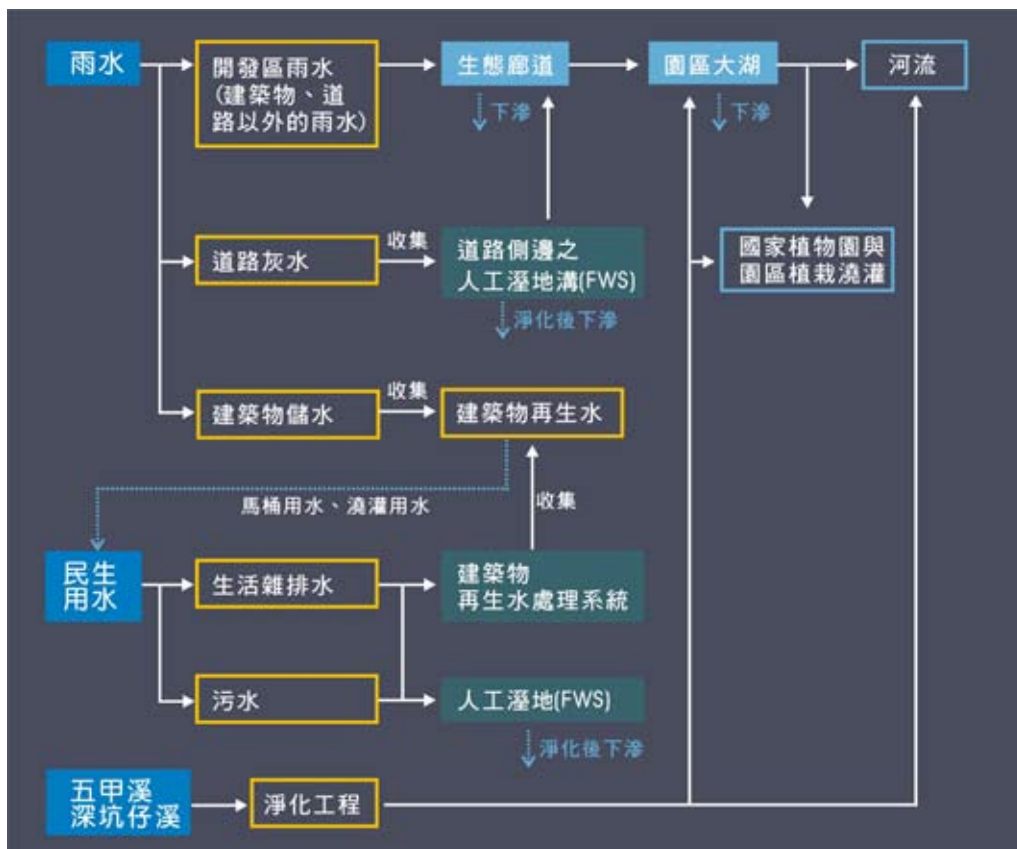 雨水
開發區雨水
(建築物、道
路以外的雨水)
生態廊道
園區大湖
河流
下滲
下滲
道路灰水
收集
道路側邊之
人工溼地溝(FWS)
國家植物園與
園區植栽澆灌
淨化後下滲
建築物儲水
收集
建築物再生水
馬桶用水、澆灌用水
收集
民生
用水
生活雜排水
建築物
再生水處理系統
污水
人工溼地(FWS)
淨化後下滲
五甲溪
深坑仔溪
淨化工程